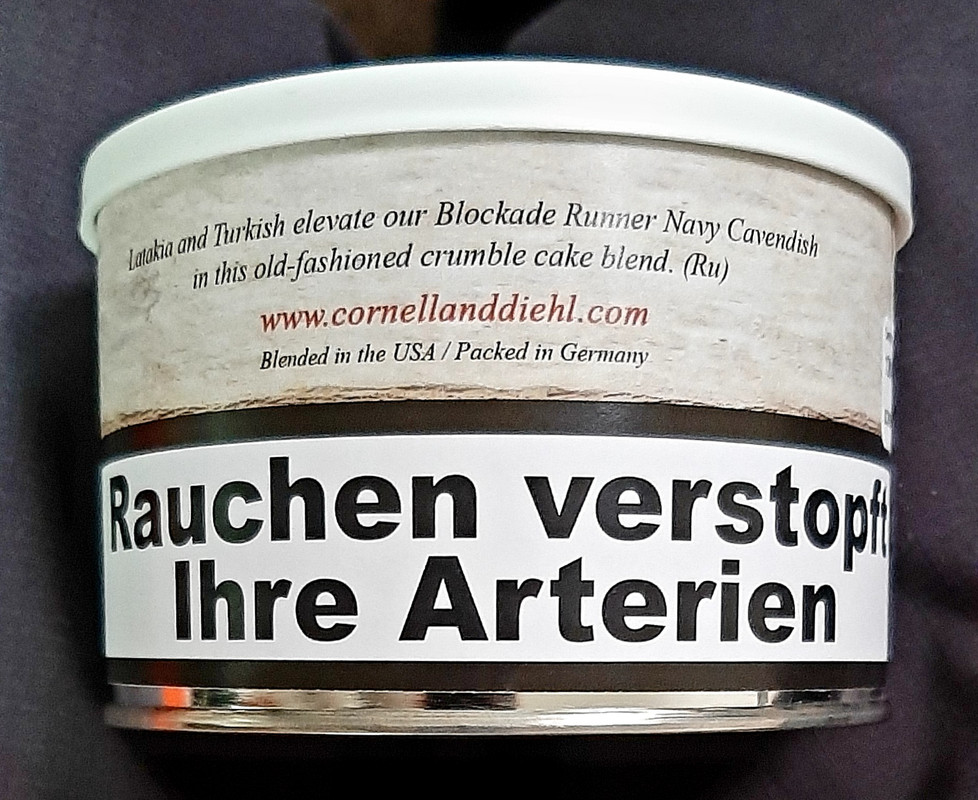 Latakia and Turkish elevate our Blockade Runner Navy Cavendish
in this old-fashioned crumble cake blend. (Ru)
www.cornellanddiehl.com
Blended in the USA / Packed in Germany
Rauchen verstopft
Ihre Arterien